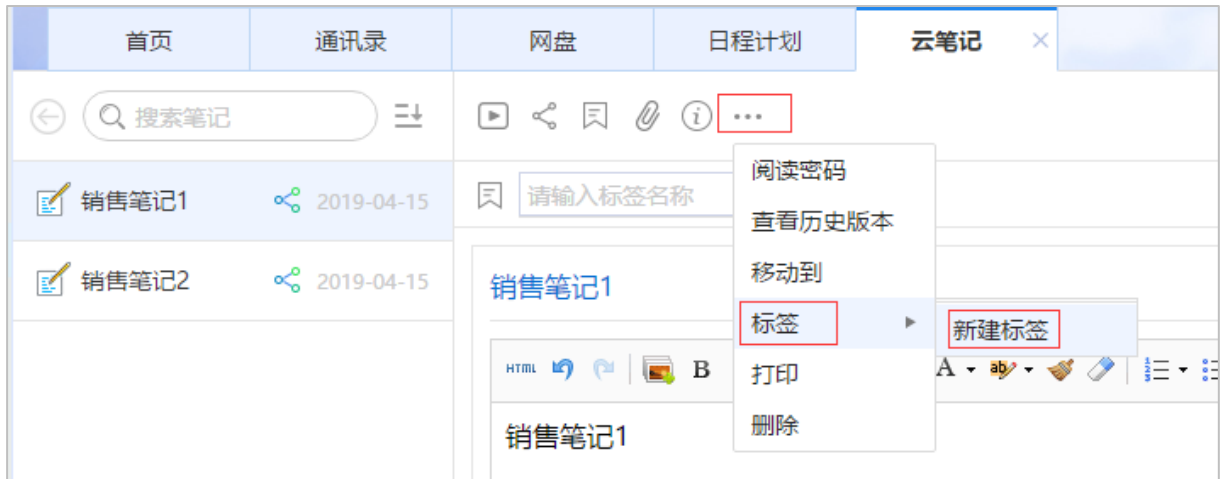 首页 通讯录 网盘 日程计划 云笔记
搜索笔记
销售笔记1 2019-04-15
销售笔记2 2019-04-15
请输入标签名称
销售笔记1
HTML B A ab
销售笔记1
阅读密码
查看历史版本
移动到
标签
新建标签
打印
删除